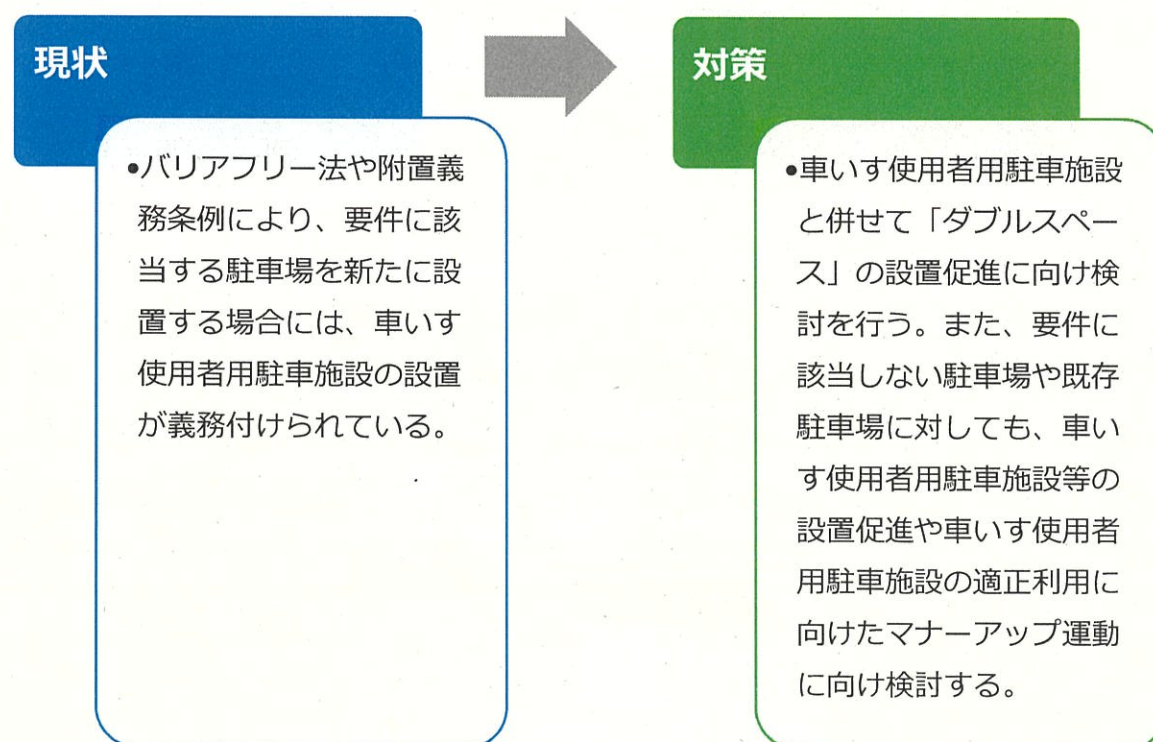 現状
•バリアフリー法や附置義
務条例により、要件に該
当する駐車場を新たに設
置する場合には、車いす
使用者用駐車施設の設置
が義務付けられている。
対策
•車いす使用者用駐車施設
と併せて「ダブルスペー
ス」の設置促進に向け検
討を行う。また、要件に
該当しない駐車場や既存
駐車場に対しても、車い
す使用者用駐車施設等の
設置促進や車いす使用者
用駐車施設の適正利用に
向けたマナーアップ運動
に向け検討する。